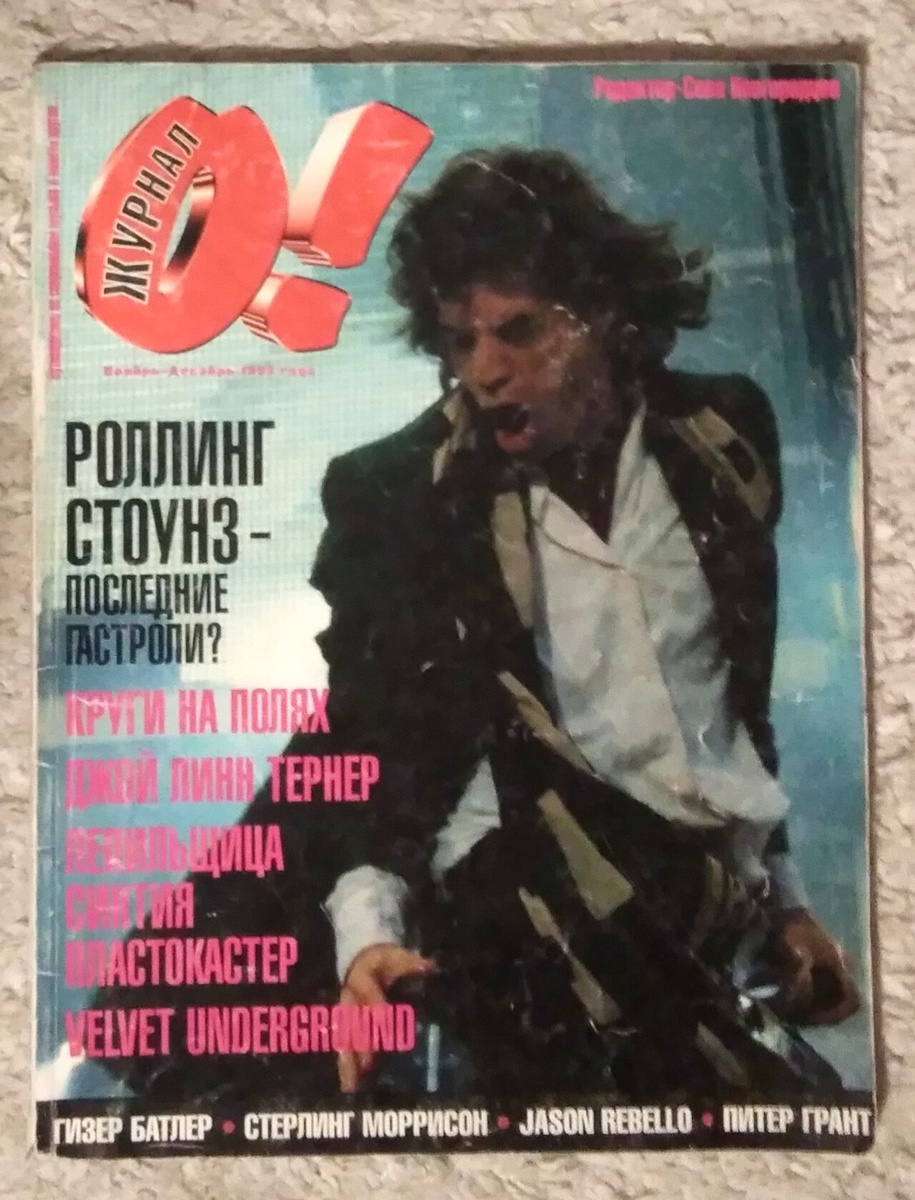 Редактор-Сева Новгородцев
ЖУРНАЛ
О!
Ноябрь-Декабрь 1995 года
РОЛЛИНГ
СТОУНЗ –
ПОСЛЕДНИЕ
ГАСТРОЛИ?
КРУГИ НА ПОЛЯХ
ДЖОЙ ЛИНН ТЕРНЕР
ЛЕПИЛЬЩИЦА
СИНТИЯ
ПЛАСТОКАСТЕР
VELVET UNDERGROUND
ГИЗЕР БАТЛЕР • СТЕРЛИНГ МОРРИСОН • JASON REBELLO • ПИТЕР ГРАНТ